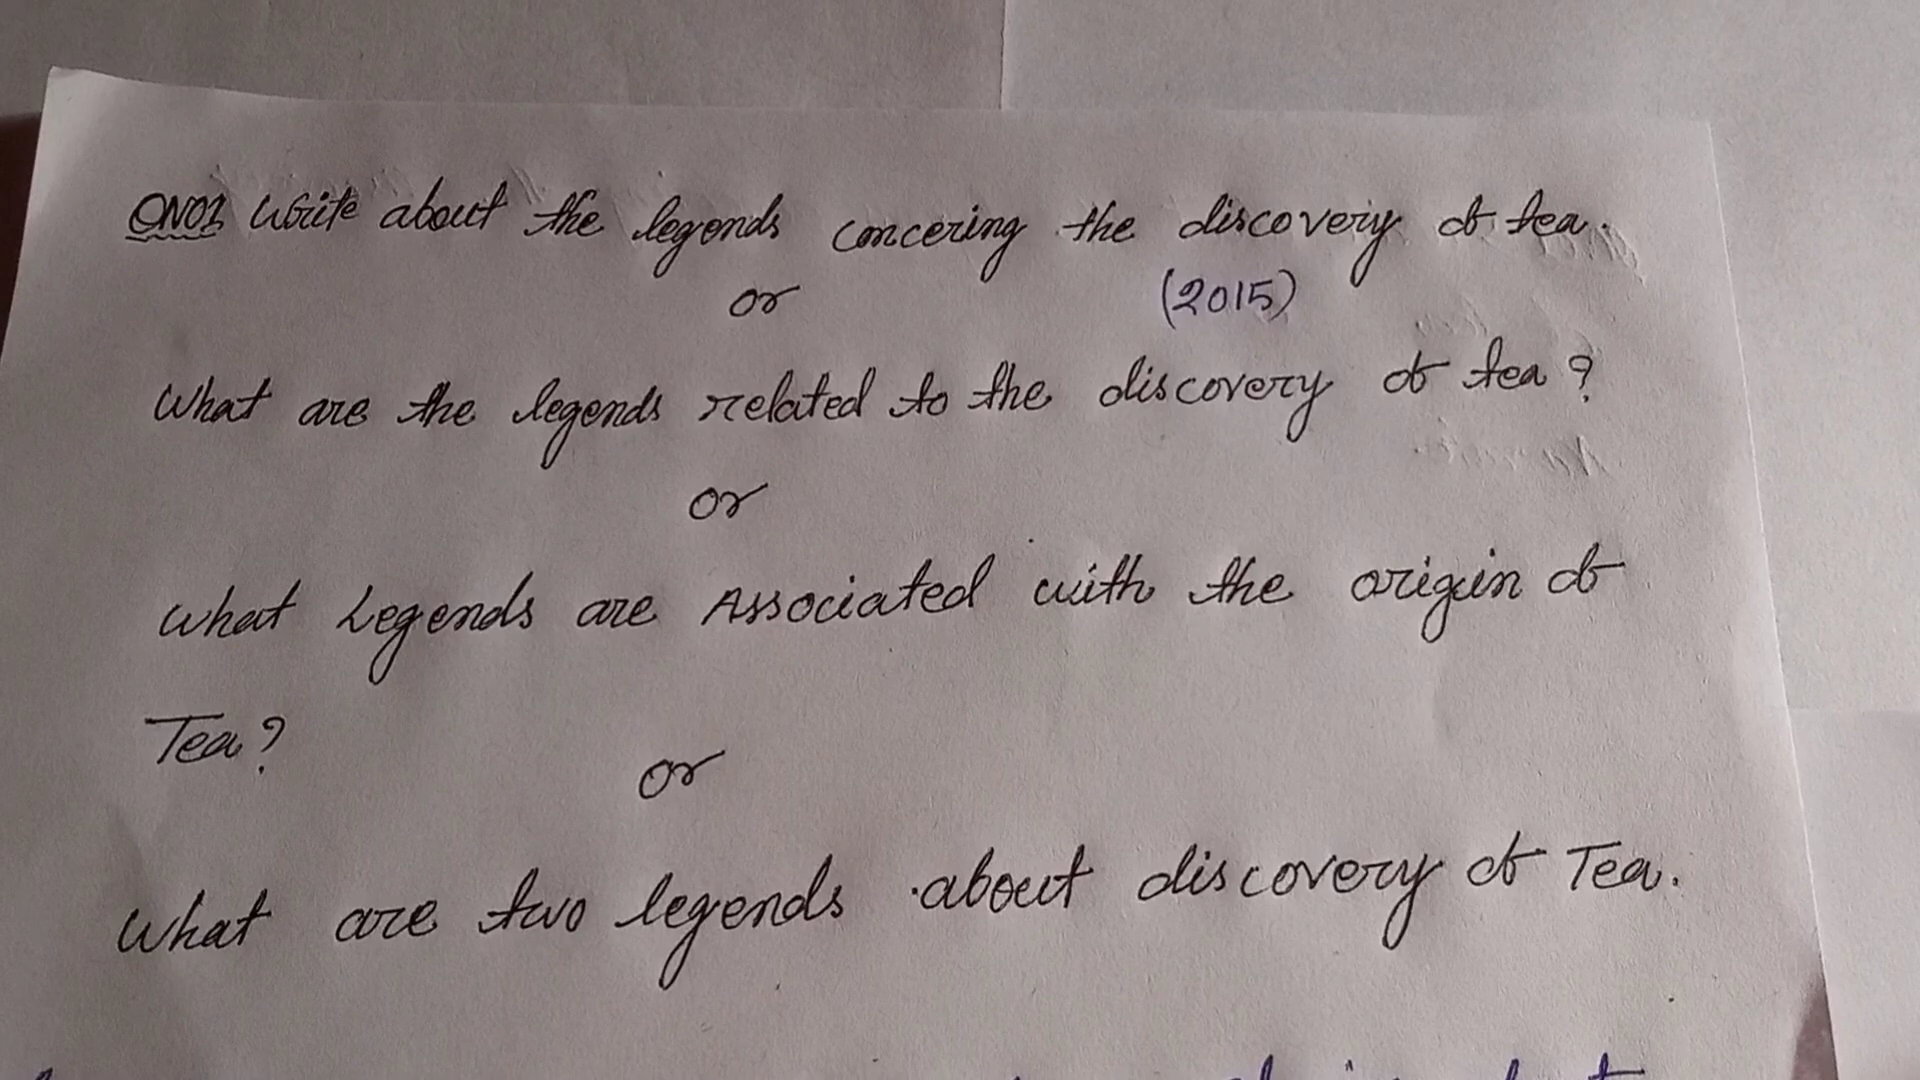 QNO1 Write about the legends concering the discovery of tea.
or (2015)
What are the legends related to the discovery of tea?
or
What Legends are Associated with the origin of
Tea?
or
What are two legends about discovery of Tea.